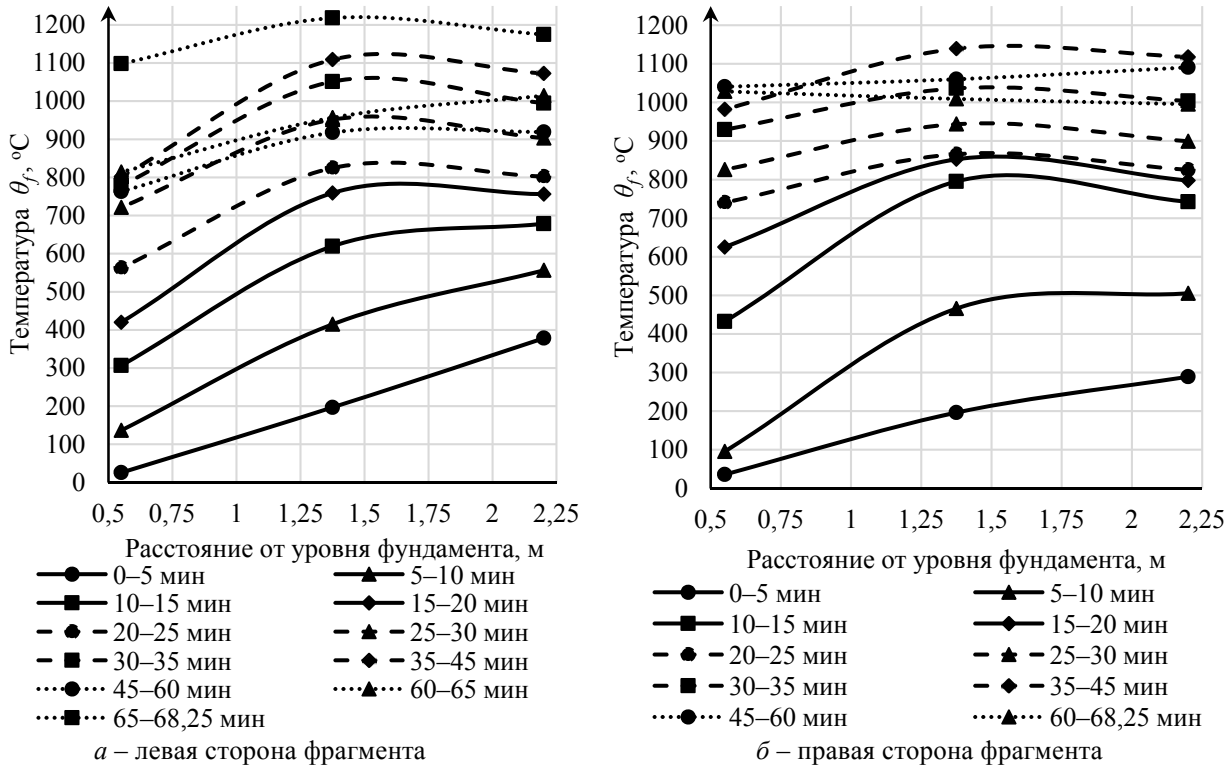 1200
1100
1000
900
800
700
600
500
400
300
200
100
0
Температура θf, ºС
0,5 0,75 1 1,25 1,5 1,75 2 2,25
Расстояние от уровня фундамента, м
0–5 мин 5–10 мин
10–15 мин 15–20 мин
20–25 мин 25–30 мин
30–35 мин 35–45 мин
45–60 мин 60–65 мин
65–68,25 мин
а – левая сторона фрагмента
1200
1100
1000
900
800
700
600
500
400
300
200
100
0
Температура θf, ºС
0,5 0,75 1 1,25 1,5 1,75 2 2,25
Расстояние от уровня фундамента, м
0–5 мин 5–10 мин
10–15 мин 15–20 мин
20–25 мин 25–30 мин
30–35 мин 35–45 мин
45–60 мин 60–68,25 мин
б – правая сторона фрагмента